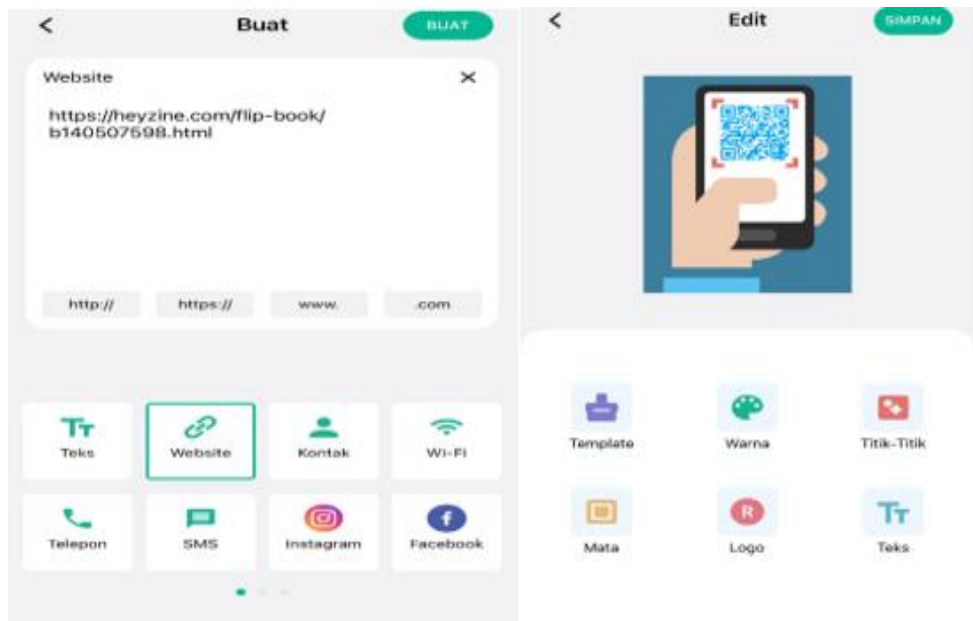 Buat
BUAT
Website
https://heyzine.com/flip-book/
b140507598.html
http://
https://
www.
.com
Teks
Website
Kontak
Wi-Fi
Telepon
SMS
Instagram
Facebook
Edit
SIMPAN
Template
Warna
Titik-Titik
Mata
Logo
Teks